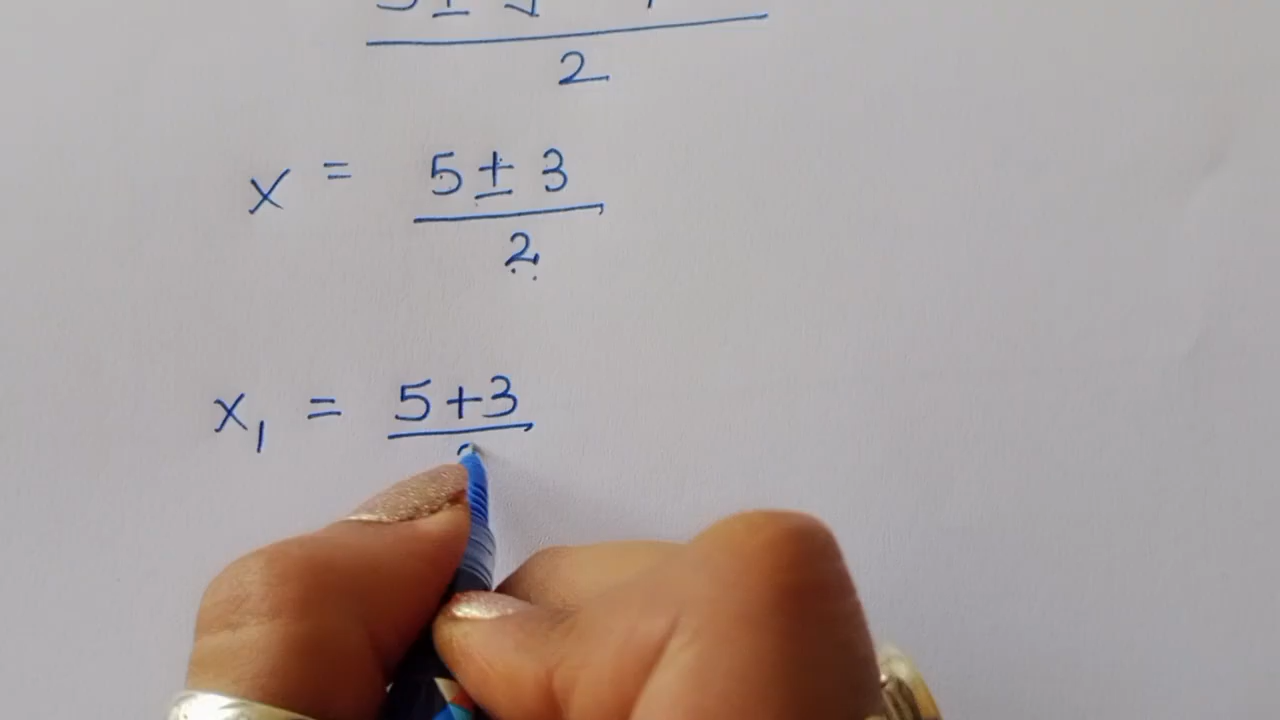 2
x = 5 ± 3
2
x₁ = 5+3